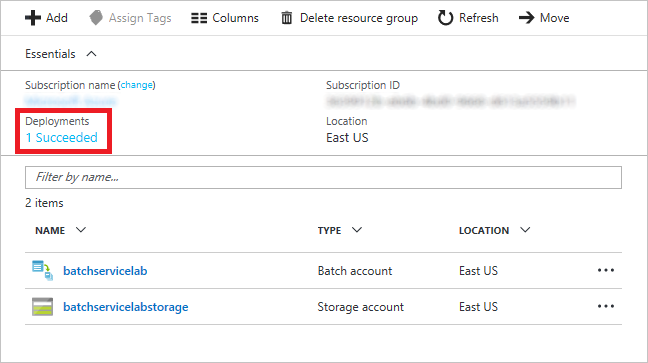 Add Assign Tags Columns Delete resource group Refresh Move
Essentials
Subscription name (change) Subscription ID
Deployments Location
1 Succeeded East US
Filter by name...
2 items
NAME TYPE LOCATION
batchservicelab Batch account East US
batchservicelabstorage Storage account East US